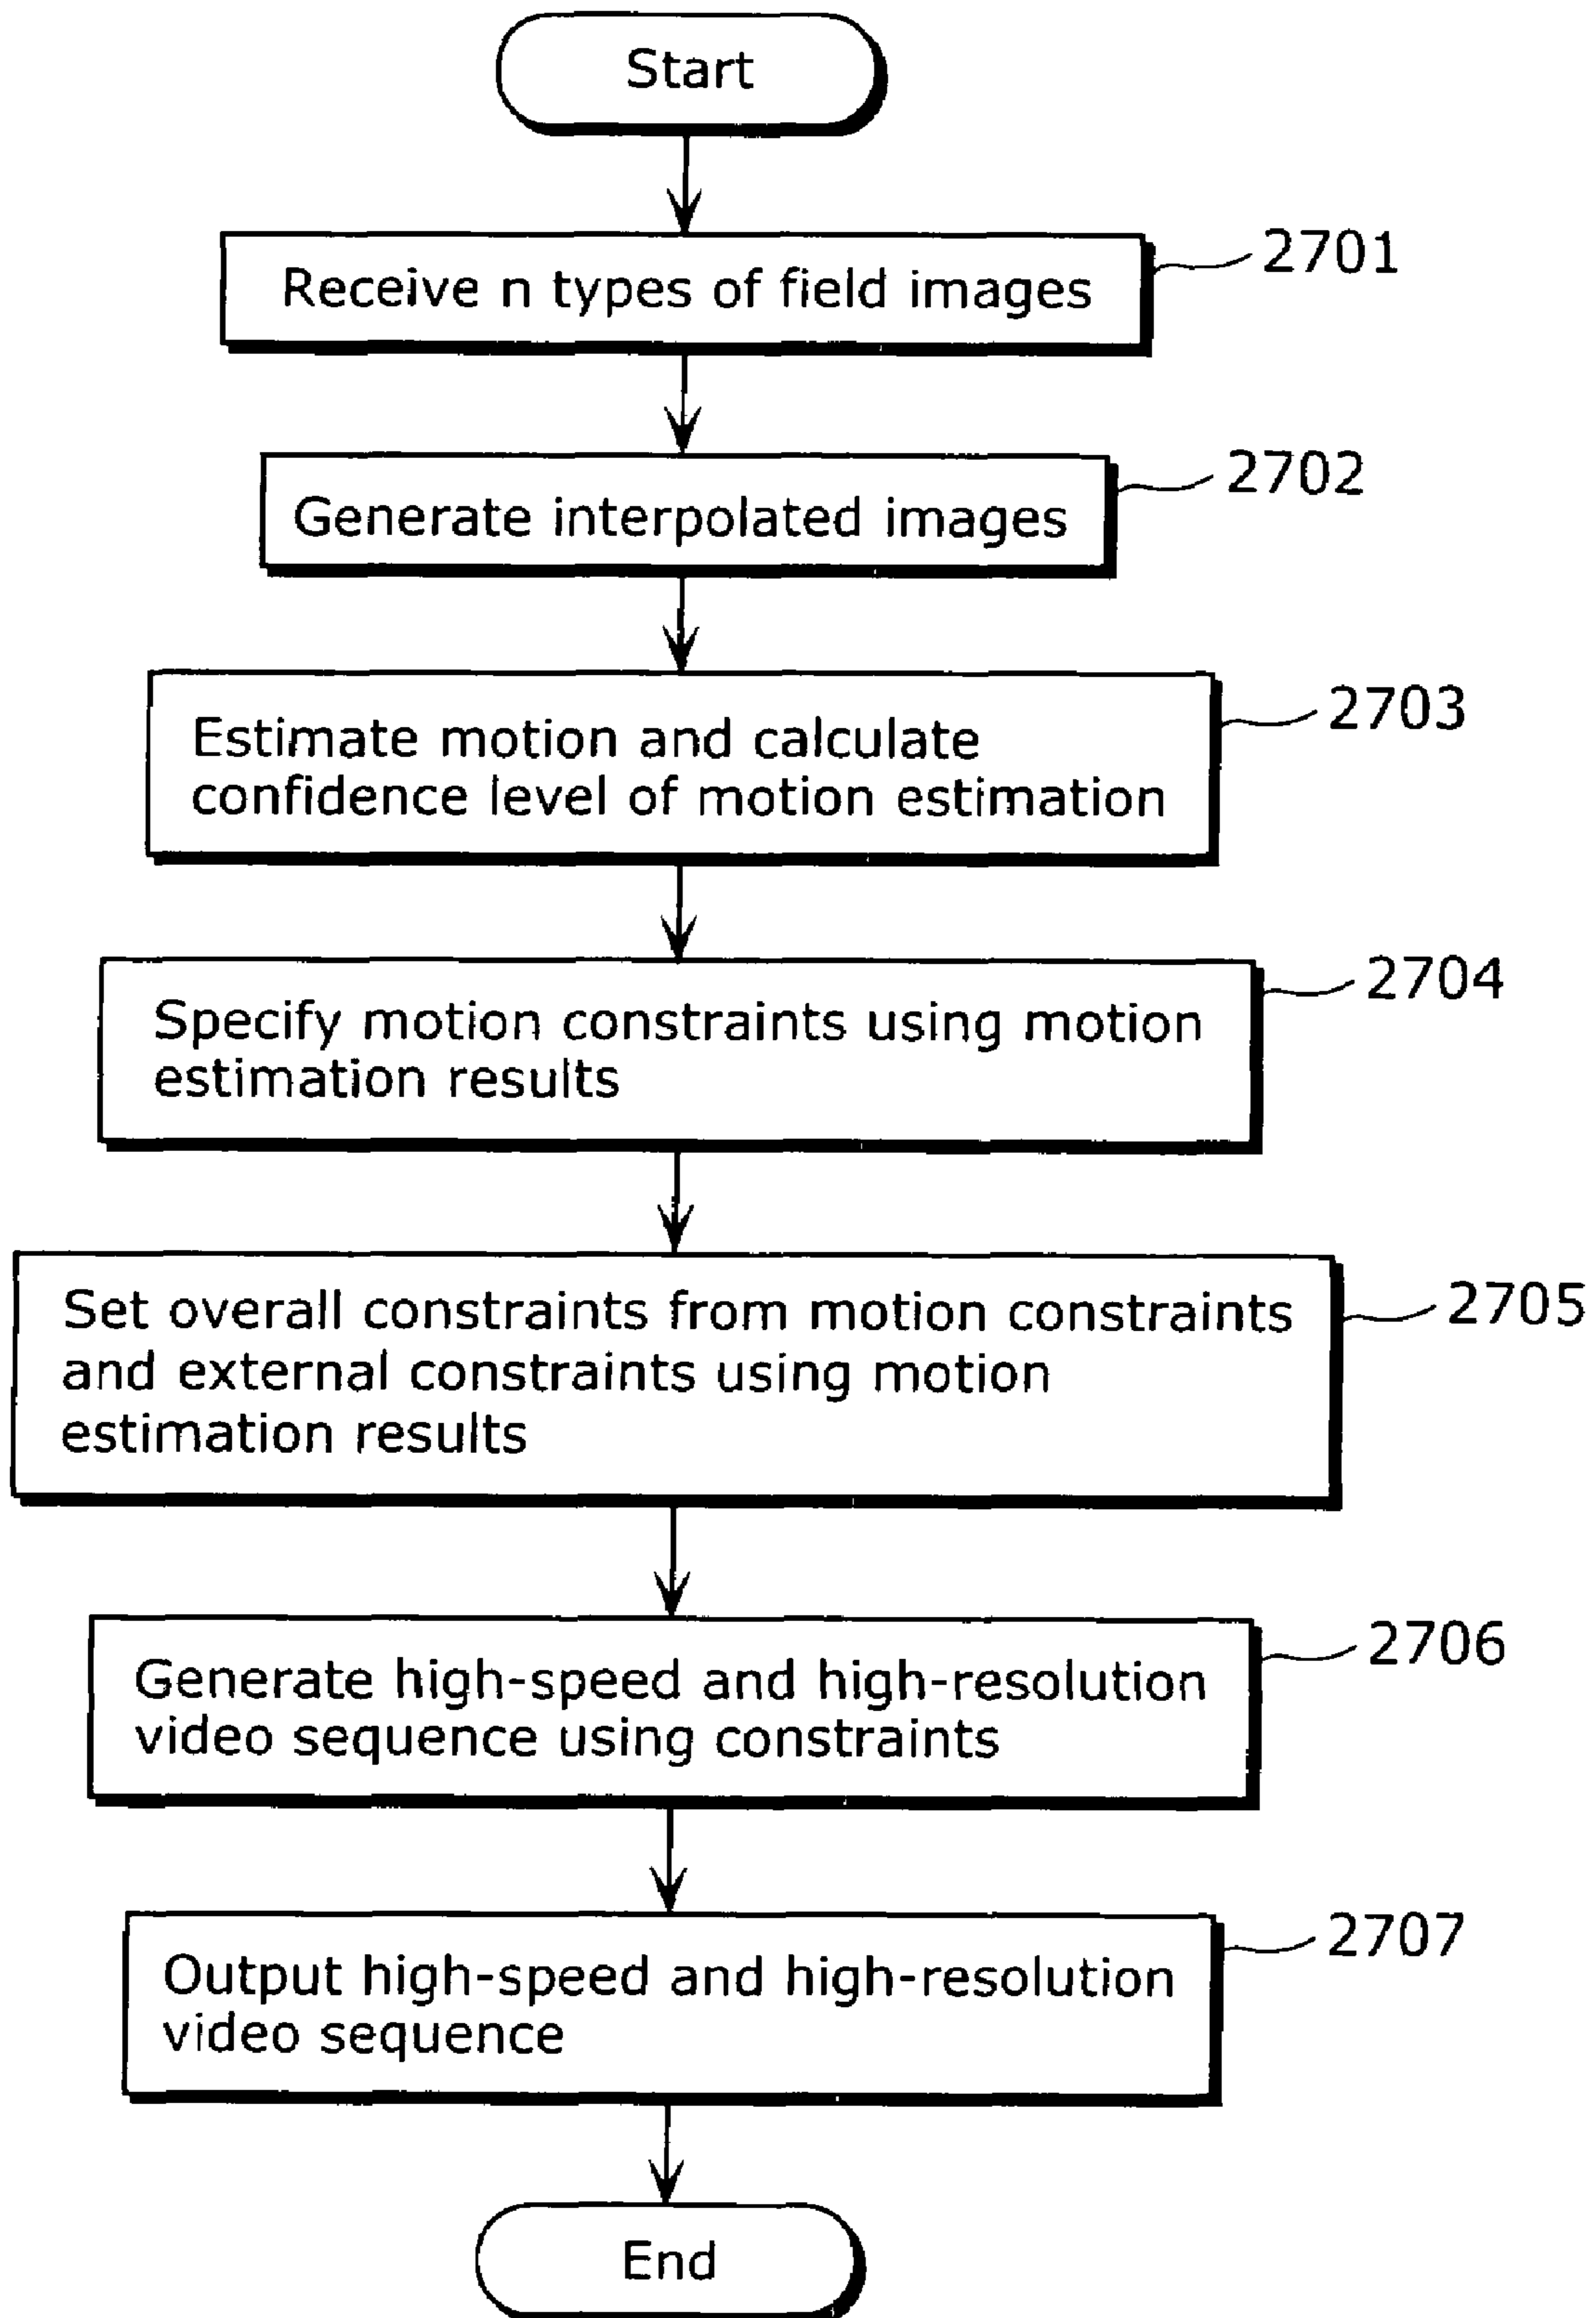 Start
Receive n types of field images
2701
Generate interpolated images
2702
Estimate motion and calculate
confidence level of motion estimation
2703
Specify motion constraints using motion
estimation results
2704
Set overall constraints from motion constraints
and external constraints using motion
estimation results
2705
Generate high-speed and high-resolution
video sequence using constraints
2706
Output high-speed and high-resolution
video sequence
2707
End